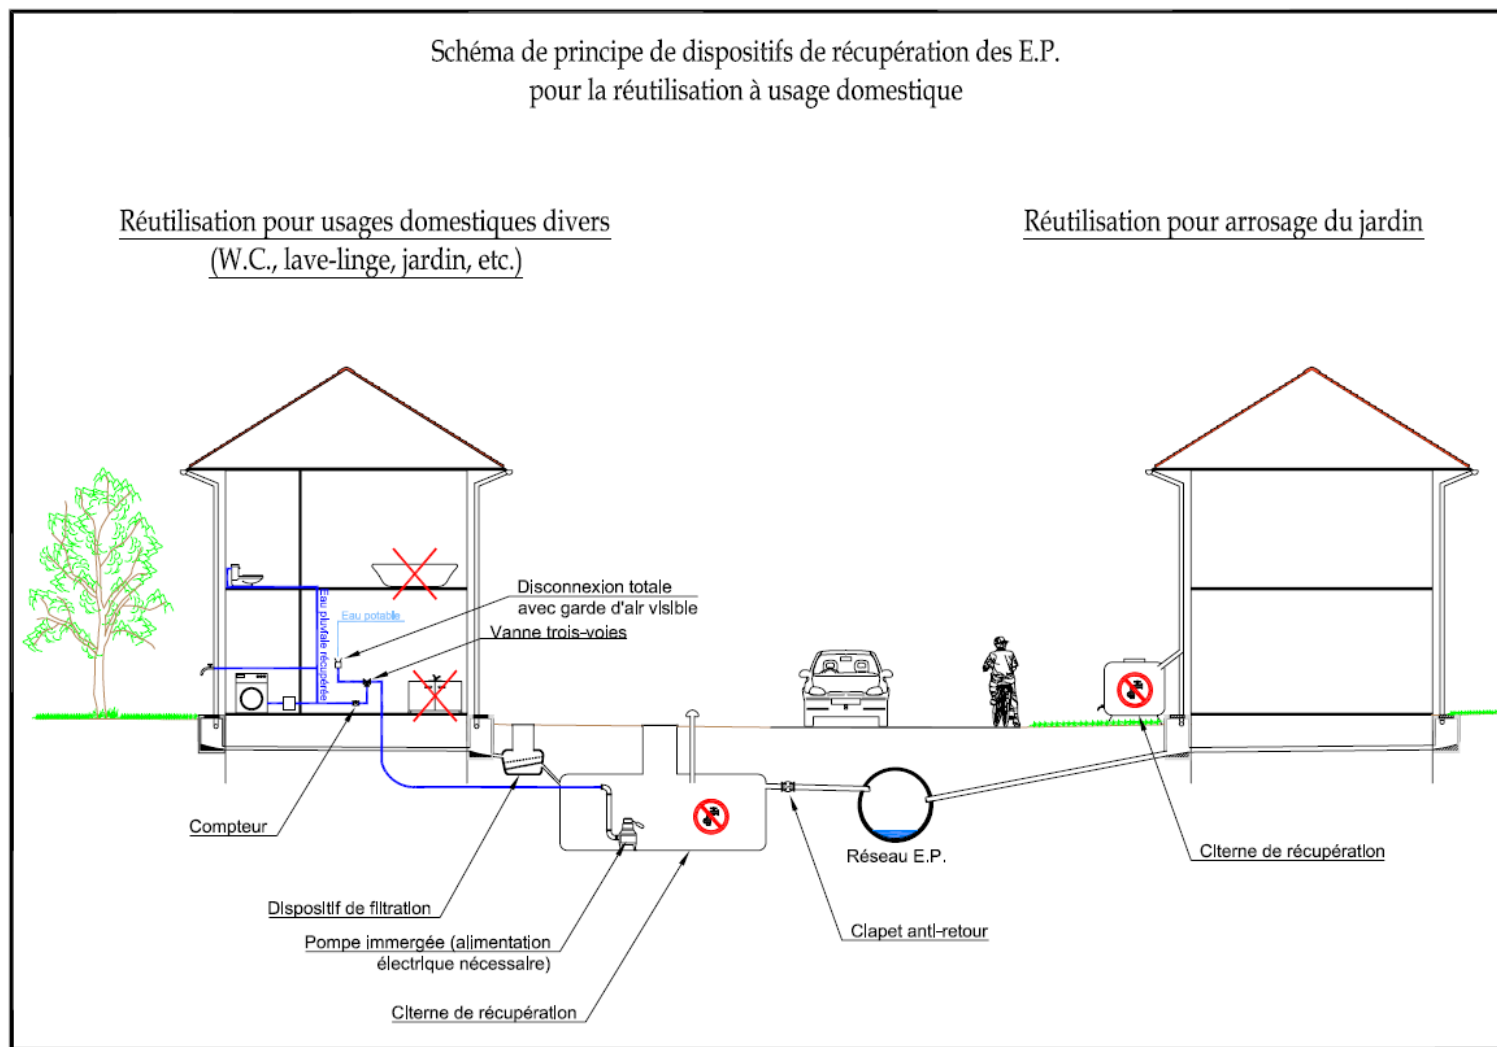 Schéma de principe de dispositifs de récupération des E.P.
pour la réutilisation à usage domestique
Réutilisation pour usages domestiques divers
(W.C., lave-linge, jardin, etc.)
Réutilisation pour arrosage du jardin
Disconnexion totale
avec garde d'air visible
Vanne trois-voies
Eau potable
Eau pluviale récupérée
Compteur
Dispositif de filtration
Pompe immergée (alimentation
électrique nécessaire)
Citerne de récupération
Réseau E.P.
Clapet anti-retour
Citerne de récupération